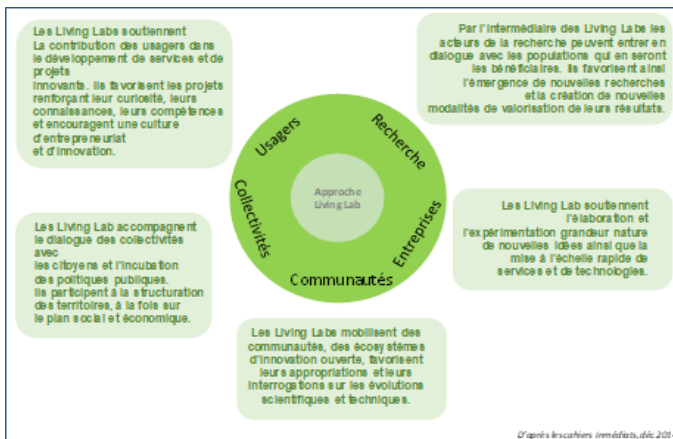 Les Living Labs soutiennent
La contribution des usagers dans
le développement de services et de
projets
innovants. Ils favorisent les projets
renforçant leur curiosité, leurs
connaissances, leurs compétences
et encouragent une culture
d'entrepreneuriat
et d'innovation.
Par l'intermédiaire des Living Labs les
acteurs de la recherche peuvent entrer en
dialogue avec les populations qui en seront
les bénéficiaires. Ils favorisent ainsi
l'émergence de nouvelles recherches
et la création de nouvelles
modalités de valorisation de leurs résultats.
Usagers
Recherche
Collectivités
Approche
Living Lab
Entreprises
Communautés
Les Living Lab accompagnent
le dialogue des collectivités
avec
les citoyens et l'incubation
des politiques publiques.
Ils participent à la structuration
des territoires, à la fois sur
le plan social et économique.
Les Living Lab soutiennent
l'élaboration et
l'expérimentation grandeur nature
de nouvelles idées ainsi que la
mise à l'échelle rapide de
services et de technologies.
Les Living Labs mobilisent des
communautés, des écosystèmes
d'innovation ouverte, favorisent
leurs appropriations et leurs
interrogations sur les évolutions
scientifiques et techniques.
D'après les cahiers Inmédiats, déc 201